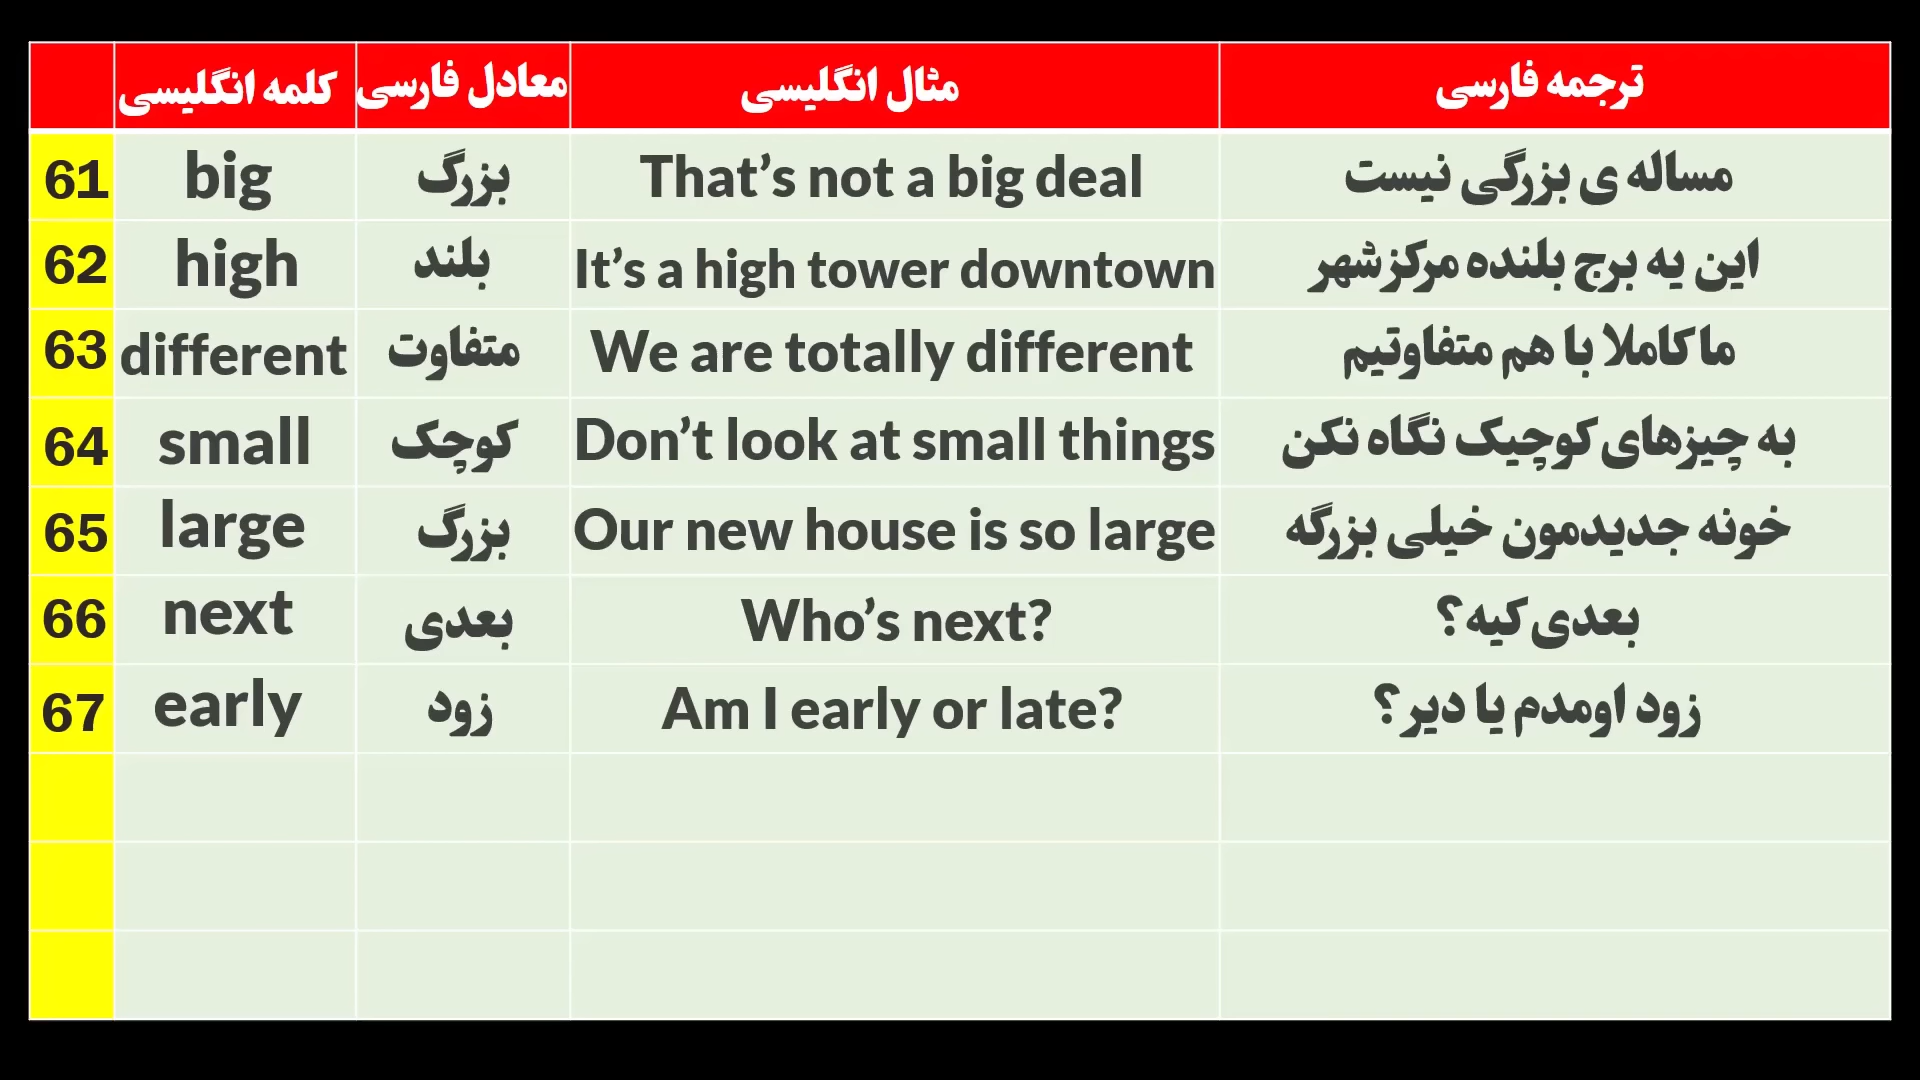 کلمه انگلیسی معادل فارسی مثال انگلیسی ترجمه فارسی
61 big بزرگ That’s not a big deal مساله ی بزرگی نیست
62 high بلند It’s a high tower downtown این یه برج بلنده مرکز شهر
63 different متفاوت We are totally different ما کاملا با هم متفاوتیم
64 small کوچک Don’t look at small things به چیزهای کوچیک نگاه نکن
65 large بزرگ Our new house is so large خونه جدیدمون خیلی بزرگه
66 next بعدی Who’s next? بعدی کیه؟
67 early زود Am I early or late? زود اومدم یا دیر؟